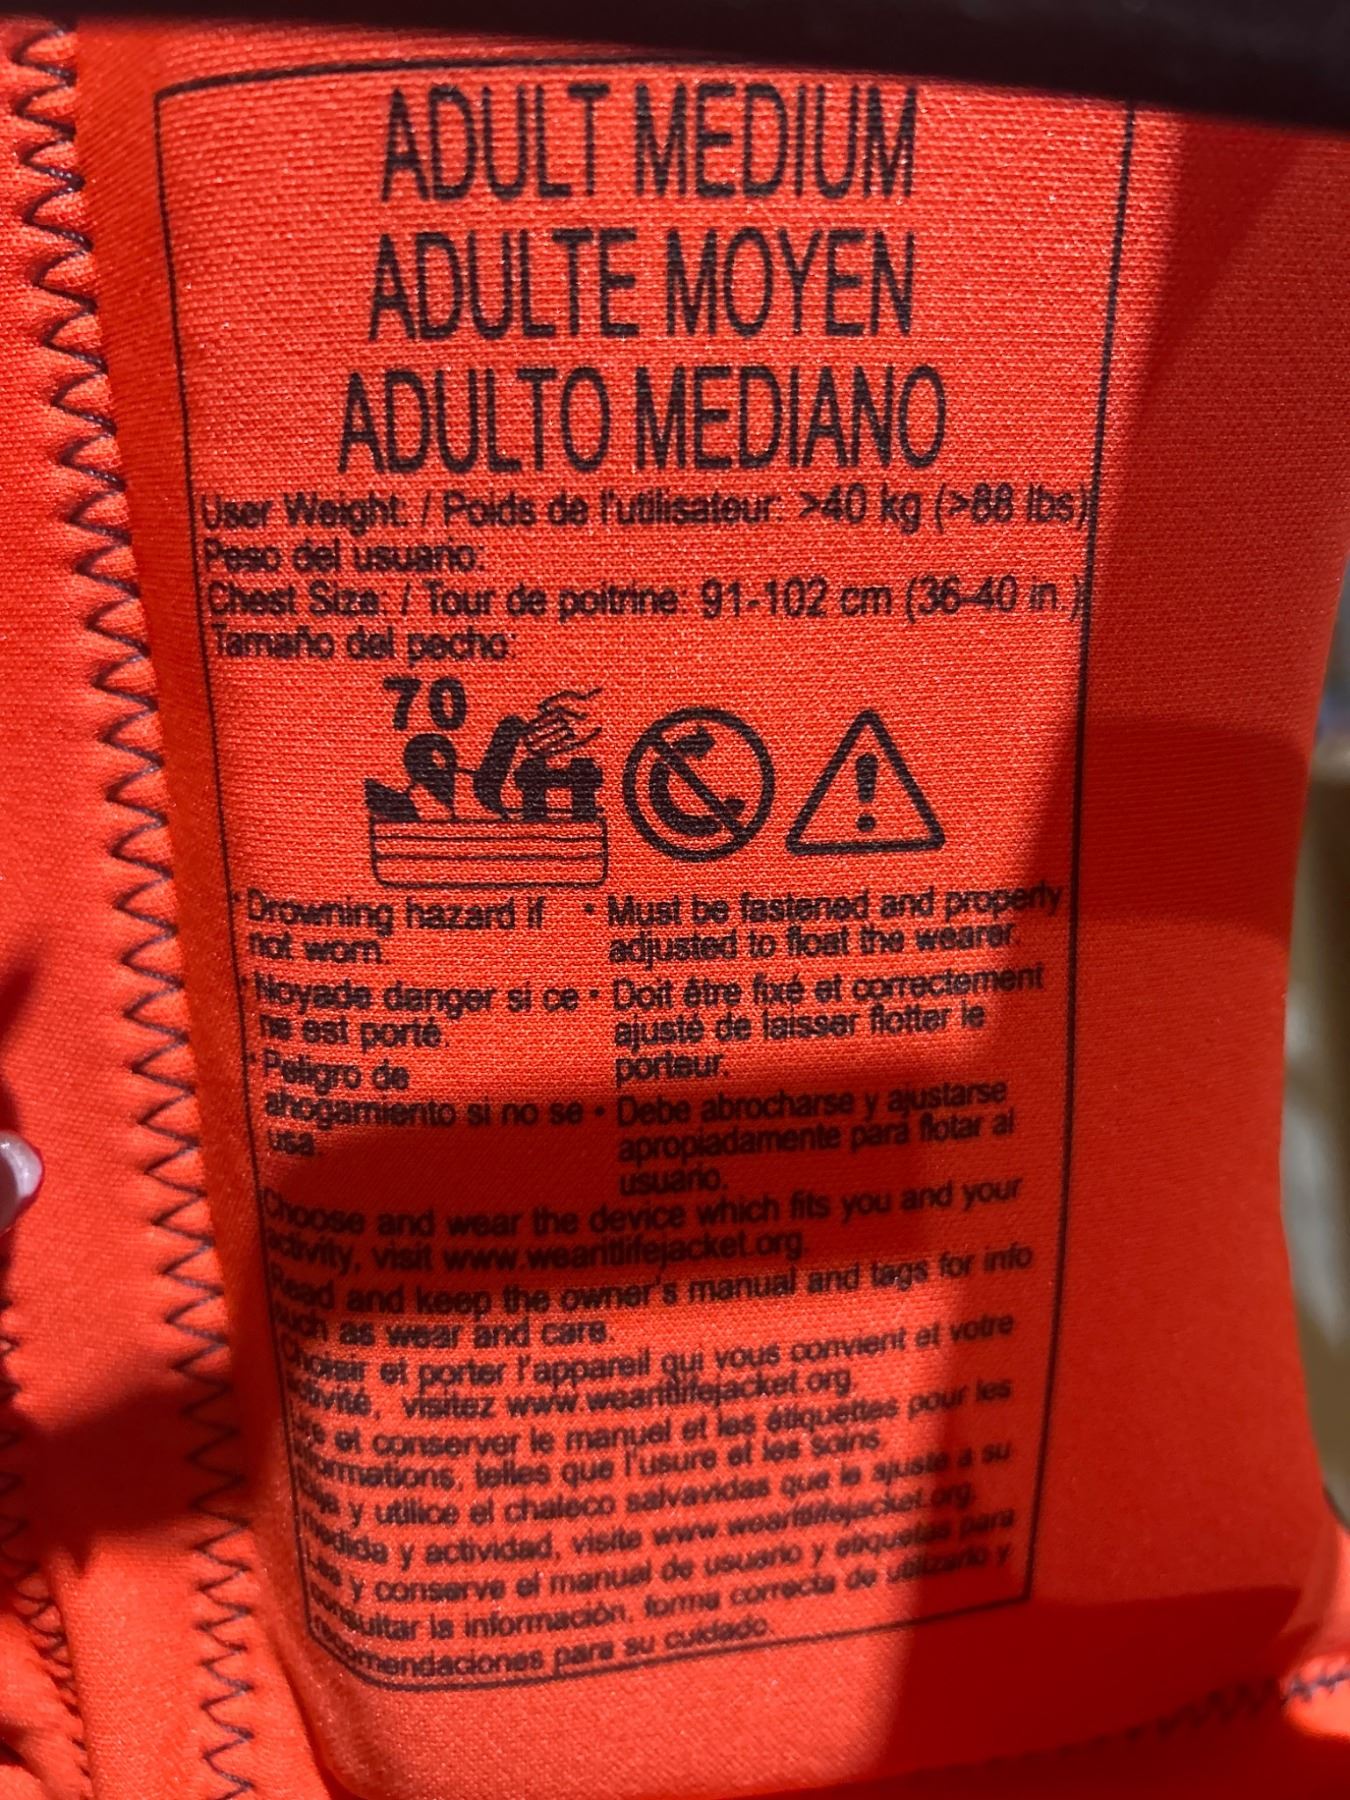 ADULT MEDIUM
ADULTE MOYEN
ADULTO MEDIANO
User Weight: / Poids de l'utilisateur: >40 kg (>88 lbs)
Peso del usuario:
Chest Size: / Tour de poitrine: 91-102 cm (36-40 in.)
Tamaño del pecho:
70
• Drowning hazard if
not worn.
• Noyade danger si ce
ne est porté.
• Peligro de
ahogamiento si no se
usa
• Must be fastened and properly
adjusted to float the wearer.
• Doit être fixé et correctement
ajusté de laisser flotter le
porteur.
• Debe abrocharse y ajustarse
apropiadamente para flotar al
usuario.
Choose and wear the device which fits you and your
activity, visit www.wearitlifejacket.org.
Read and keep the owner's manual and tags for info
such as wear and care.
Choisir et porter l'appareil qui vous convient et votre
activité, visitez www.wearitlifejacket.org.
Lire et conserver le manuel et les étiquettes pour les
informations, telles que l'usure et les soins.
Elija y utilice el chaleco salvavidas que le ajuste a su
medida y actividad, visite www.wearitlifejacket.org.
Lea y conserve el manual de usuario y etiquetas para
consultar la información, forma correcta de utilizarlo y
recomendaciones para su cuidado.